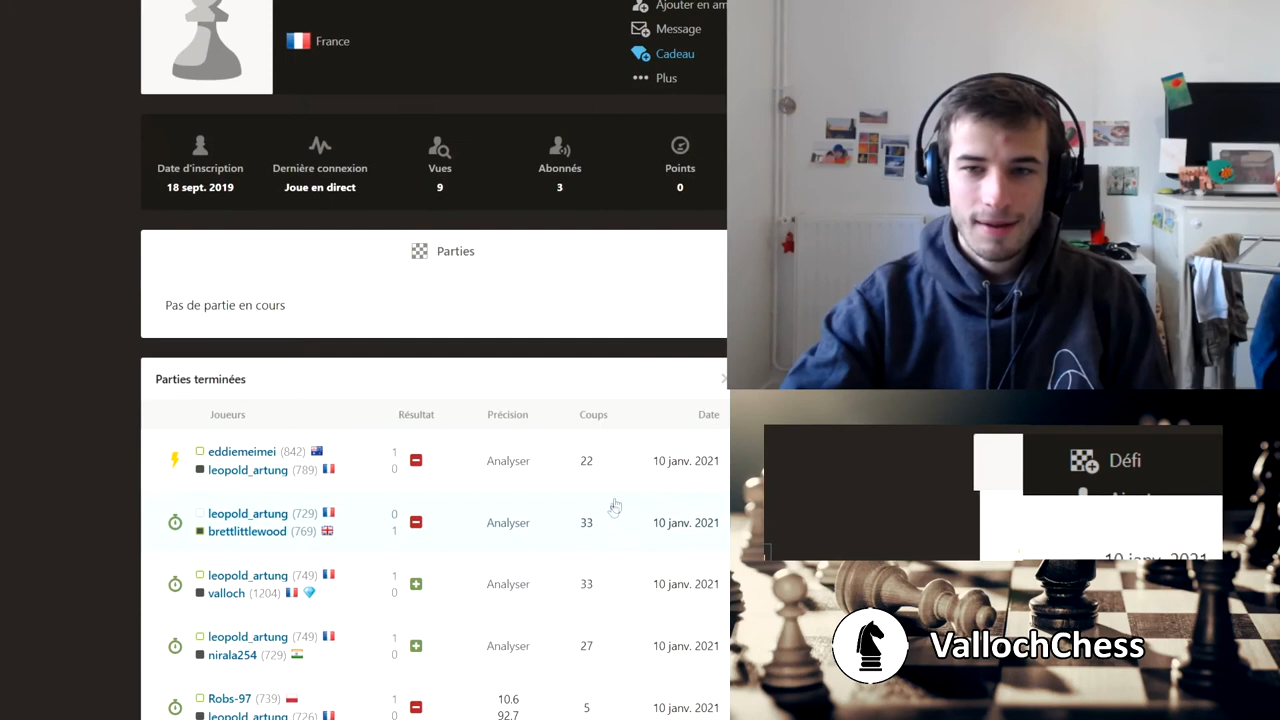 Ajouter en am
France
Message
Cadeau
Plus
Date d'inscription
Dernière connexion
Vues
Abonnés
Points
18 sept. 2019
Joue en direct
9
3
0
Parties
Pas de partie en cours
Parties terminées
Joueurs
Résultat
Précision
Coups
Date
eddiemeimei (842)
1
leopold_artung (789)
0
Analyser
22
10 janv. 2021
leopold_artung (729)
0
brettlittlewood (769)
1
Analyser
33
10 janv. 2021
leopold_artung (749)
1
valloch (1204)
0
Analyser
33
10 janv. 2021
leopold_artung (749)
1
nirala254 (729)
0
Analyser
27
10 janv. 2021
Robs-97 (739)
1
10.6
leopold_artung (726)
0
92.7
5
10 janv. 2021
Défi
10 janv. 2021
VallochChess